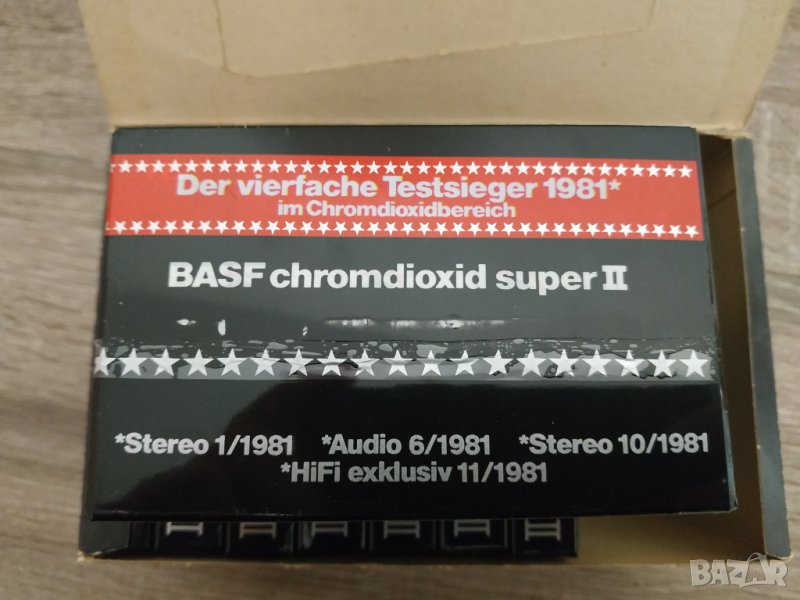 Der vierfache Testsieger 1981*
im Chromdioxidbereich
BASF chromdioxid super II
*Stereo 1/1981 *Audio 6/1981 *Stereo 10/1981
*HiFi exklusiv 11/1981
BAZAR